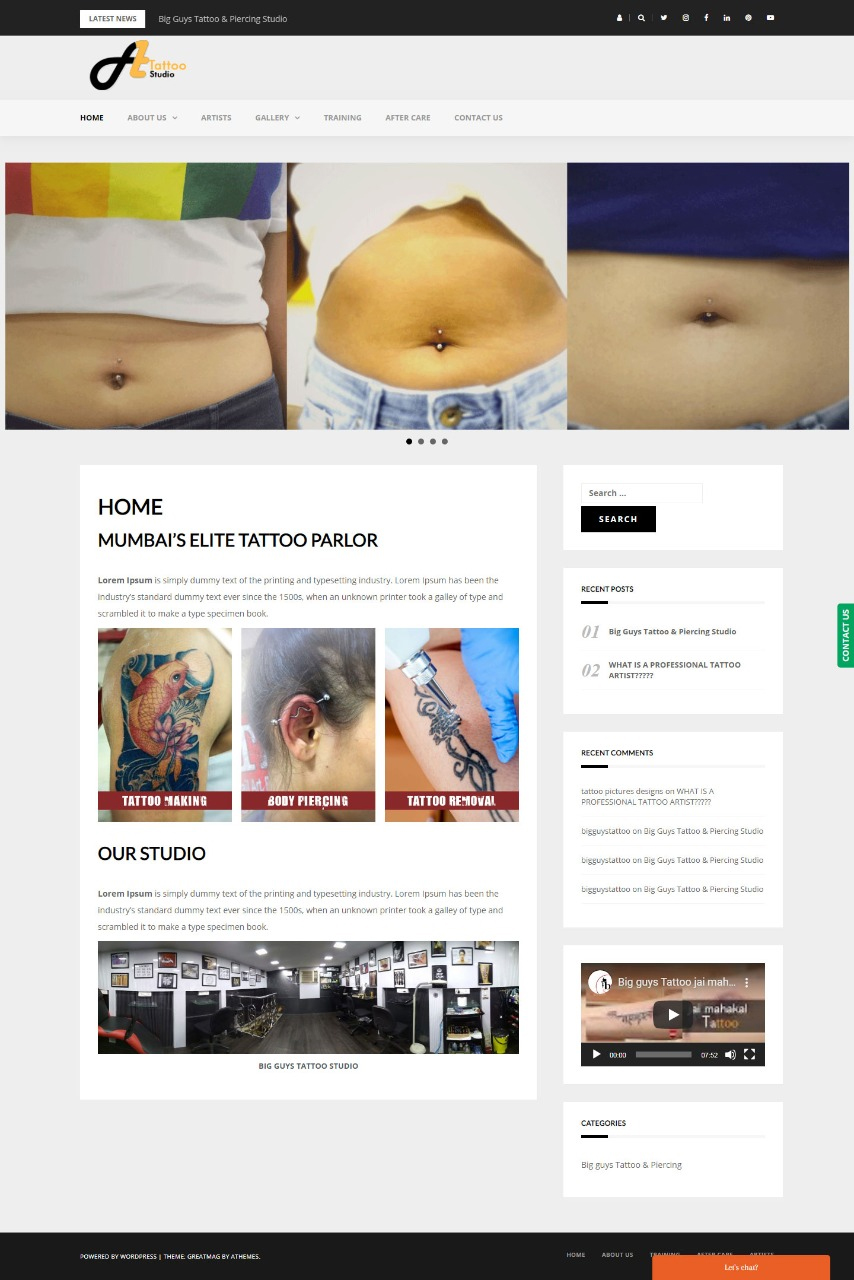 LATEST NEWS
Big Guys Tattoo & Piercing Studio
At Tattoo
Studio
HOME
ABOUT US
ARTISTS
GALLERY
TRAINING
AFTER CARE
CONTACT US
HOME
MUMBAI'S ELITE TATTOO PARLOR
Lorem Ipsum is simply dummy text of the printing and typesetting industry. Lorem Ipsum has been the
industry's standard dummy text ever since the 1500s, when an unknown printer took a galley of type and
scrambled it to make a type specimen book.
TATTOO MAKING
BODY PIERCING
TATTOO REMOVAL
OUR STUDIO
Lorem Ipsum is simply dummy text of the printing and typesetting industry. Lorem Ipsum has been the
industry's standard dummy text ever since the 1500s, when an unknown printer took a galley of type and
scrambled it to make a type specimen book.
BIG GUYS TATTOO STUDIO
Search ...
SEARCH
RECENT POSTS
01 Big Guys Tattoo & Piercing Studio
02 WHAT IS A PROFESSIONAL TATTOO
ARTIST?????
CONTACT US
RECENT COMMENTS
tattoo pictures designs on WHAT IS A
PROFESSIONAL TATTOO ARTIST?????
bigguystattoo on Big Guys Tattoo & Piercing Studio
bigguystattoo on Big Guys Tattoo & Piercing Studio
bigguystattoo on Big Guys Tattoo & Piercing Studio
Big guys Tattoo jai mah...
ai mahakal
Tattoo
00:00
07:52
CATEGORIES
Big guys Tattoo & Piercing
POWERED BY WORDPRESS | THEME: GREATMAG BY ATHEMES.
HOME
ABOUT US
TRAINING
AFTER CARE
ARTISTS
Let's chat?